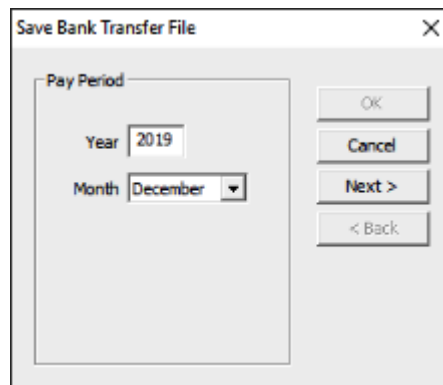 Save Bank Transfer File
Pay Period
Year 2019
Month December
OK
Cancel
Next >
< Back